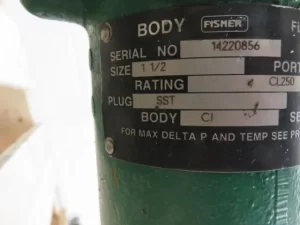 BODY FISHER
SERIAL NO 14220856
SIZE 1 1/2 PORT
RATING CL250
PLUG SST
BODY CI SE
FOR MAX DELTA P AND TEMP SEE PR